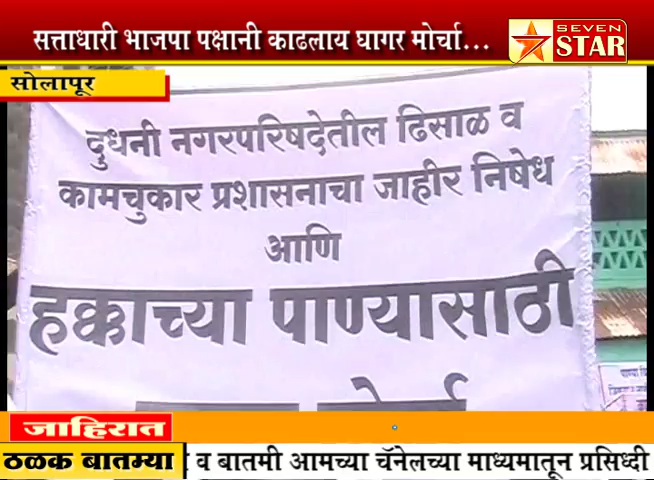 सत्ताधारी भाजपा पक्षानी काढलाय घागर मोर्चा...
SEVEN
STAR
सोलापूर
दुधनी नगरपरिषदेतील ढिसाळ व
कामचुकार प्रशासनाचा जाहीर निषेध
आणि
हक्काच्या पाण्यासाठी
जाहिरात
ठळक बातम्या
व बातमी आमच्या चॅनेलच्या माध्यमातून प्रसिध्दी